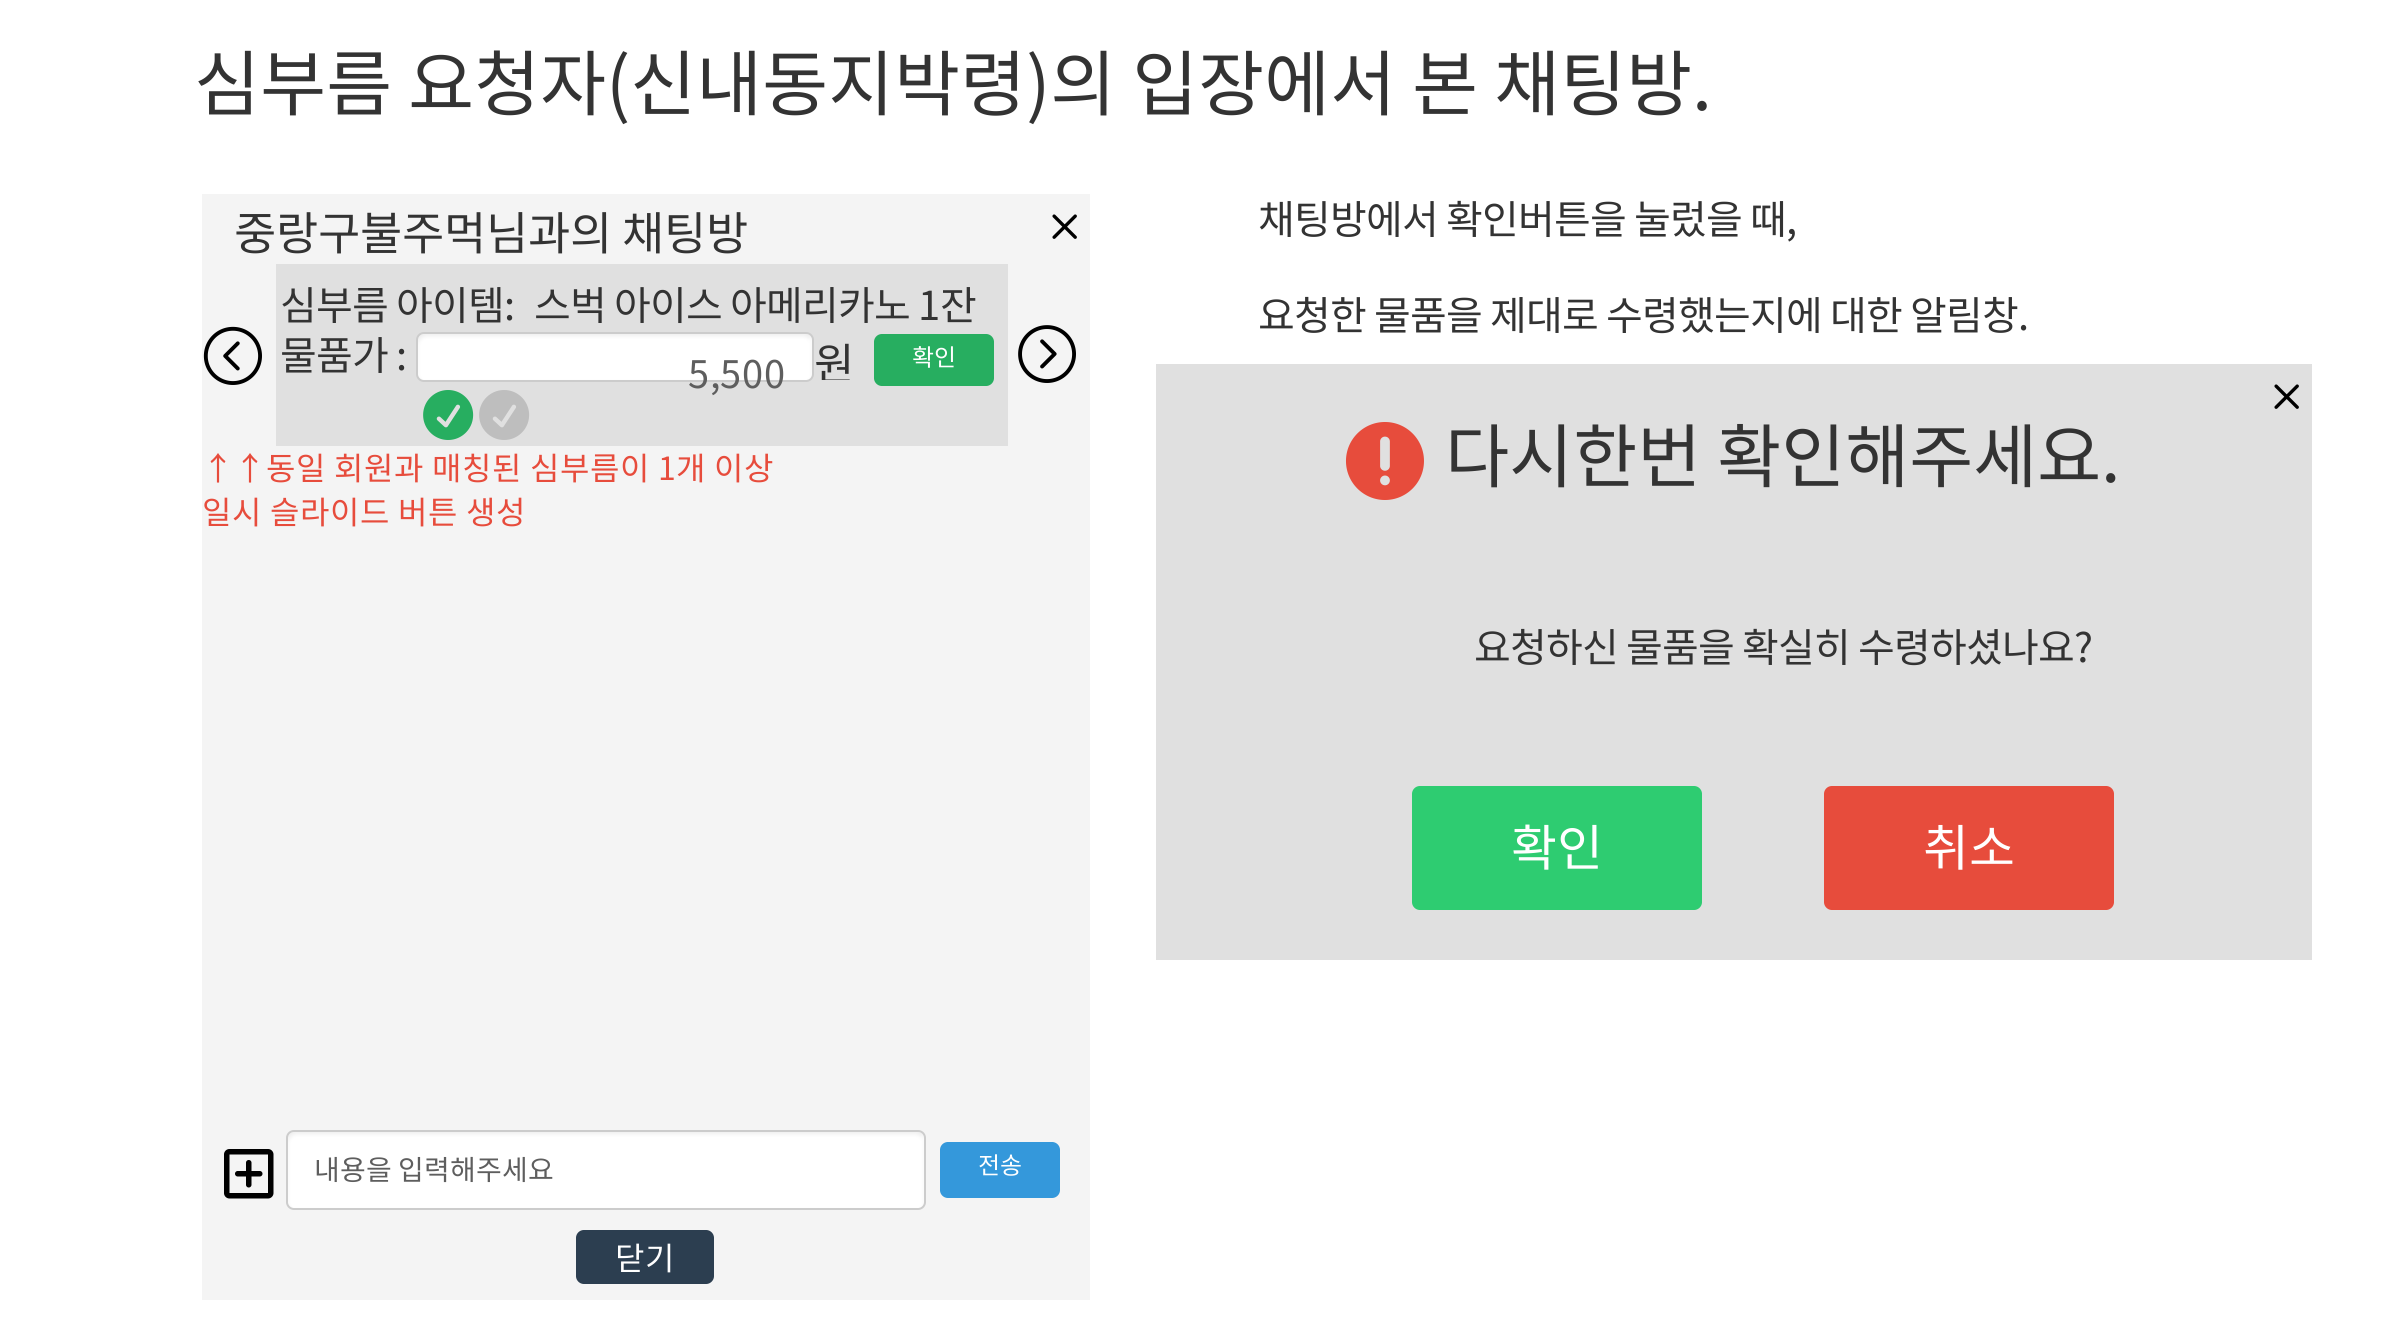 심부름 요청자(신내동지박령)의 입장에서 본 채팅방.
중랑구불주먹님과의 채팅방
심부름 아이템: 스벅 아이스 아메리카노 1잔
물품가 : 5,500 원 확인
↑ ↑ 동일 회원과 매칭된 심부름이 1개 이상
일시 슬라이드 버튼 생성
내용을 입력해주세요 전송
닫기
채팅방에서 확인버튼을 눌렀을 때,
요청한 물품을 제대로 수령했는지에 대한 알림창.
다시한번 확인해주세요.
요청하신 물품을 확실히 수령하셨나요?
확인 취소